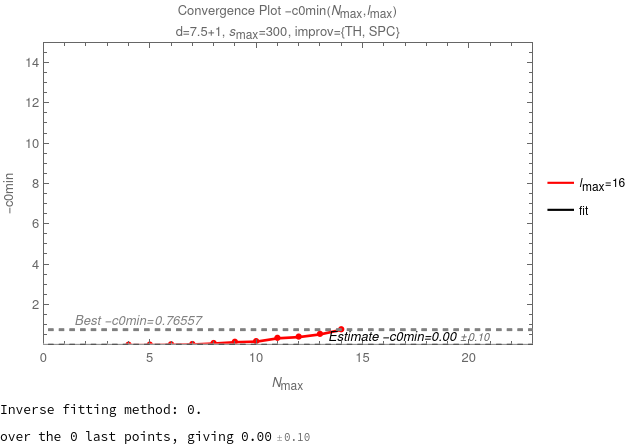 Convergence Plot −c0min(Nmax,lmax)
d=7.5+1, smax=300, improv={TH, SPC}
14
12
10
8
6
4
2
−c0min
Best −c0min=0.76557
Estimate −c0min=0.00 ±0.10
0 5 10 15 20
Nmax
lmax=16
fit
Inverse fitting method: 0.
over the 0 last points, giving 0.00 ±0.10